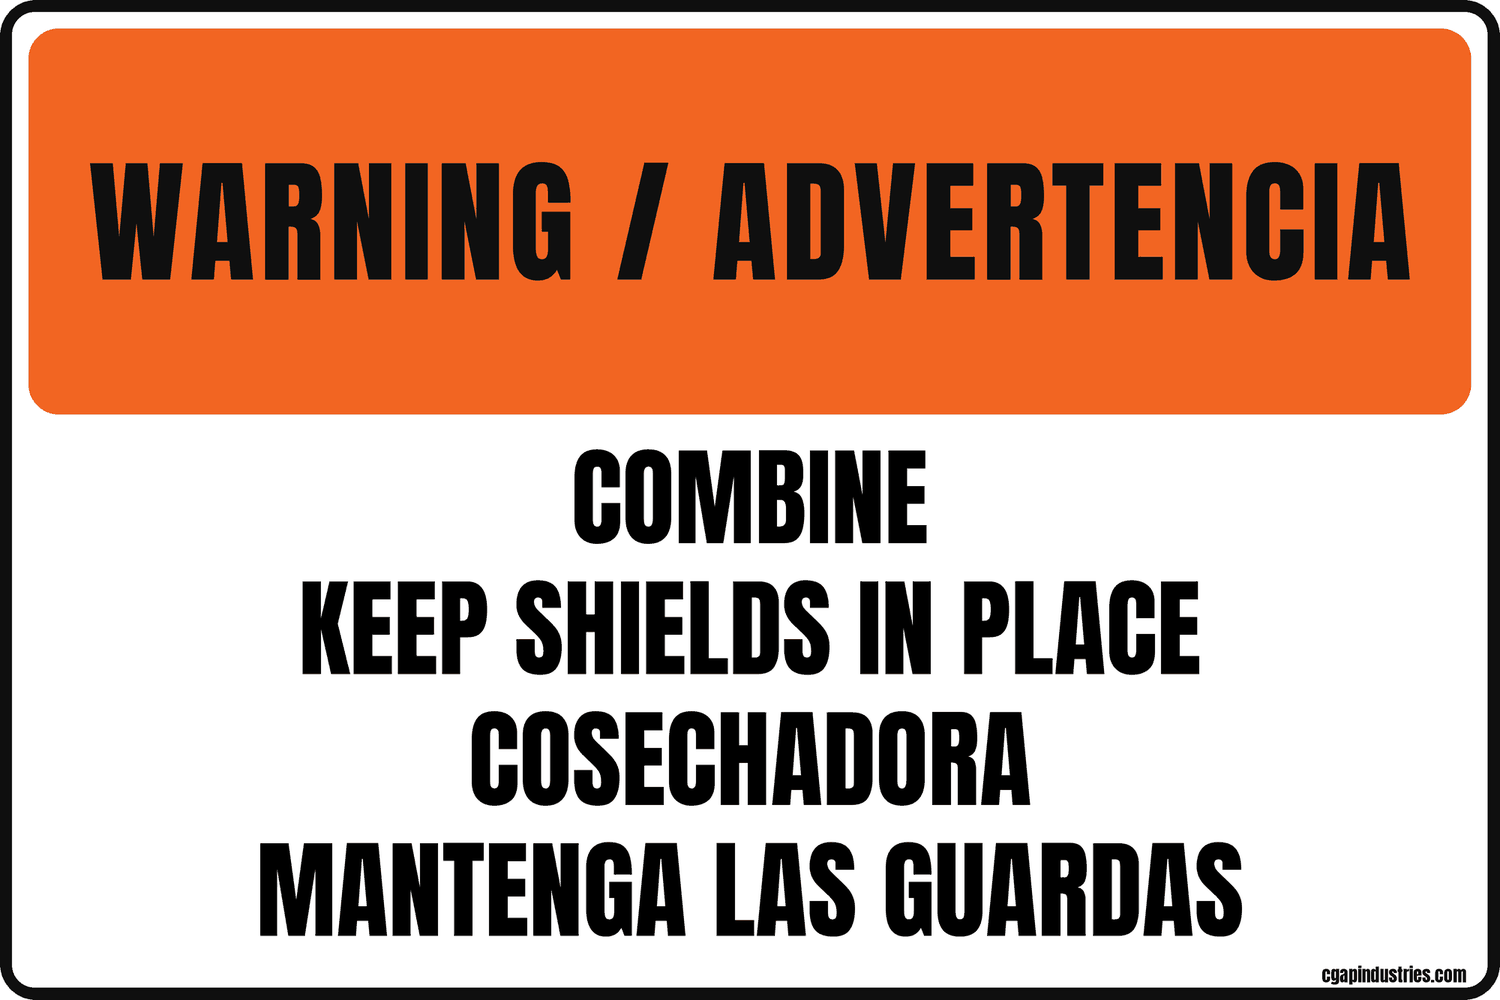 WARNING / ADVERTENCIA
COMBINE
KEEP SHIELDS IN PLACE
COSECHADORA
MANTENGA LAS GUARDAS
cgapindustries.com